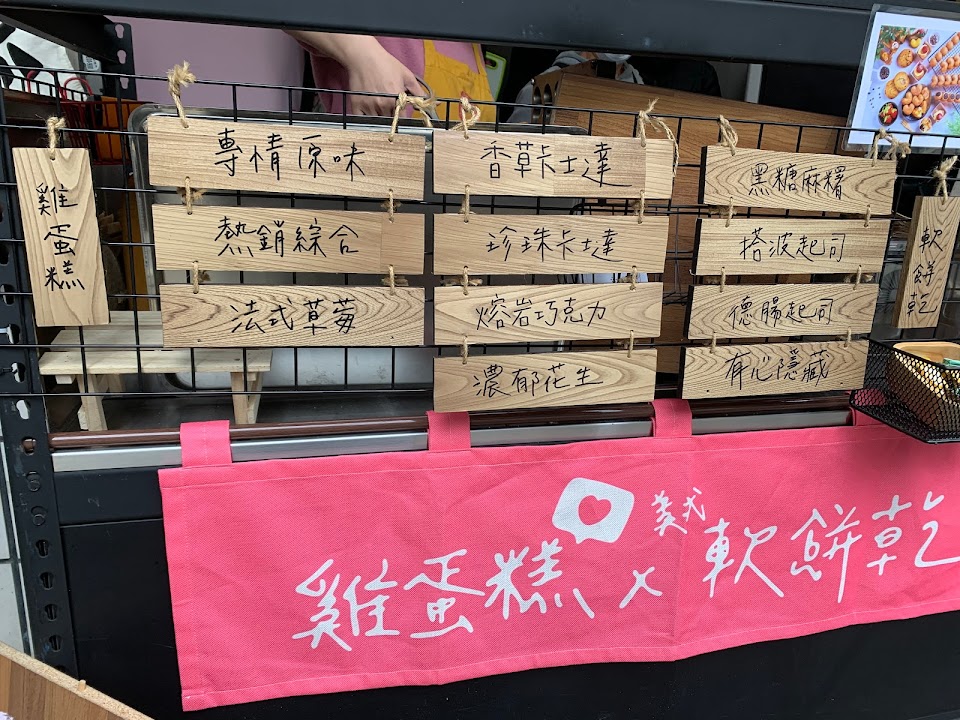 雞蛋糕
專情原味
熱銷綜合
法式草莓
香草卡士達
珍珠卡士達
熔岩巧克力
濃郁花生
黑糖麻糬
搭波起司
德腸起司
有心隱藏
軟餅乾
雞蛋糕 x 美式軟餅乾